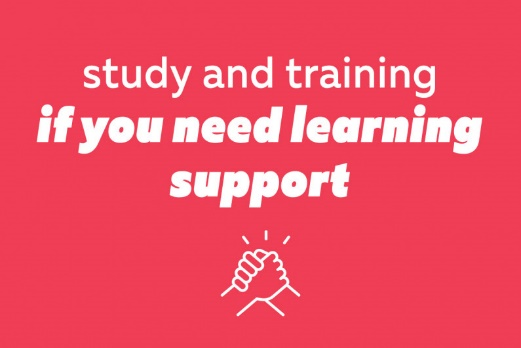 study and training
if you need learning
support